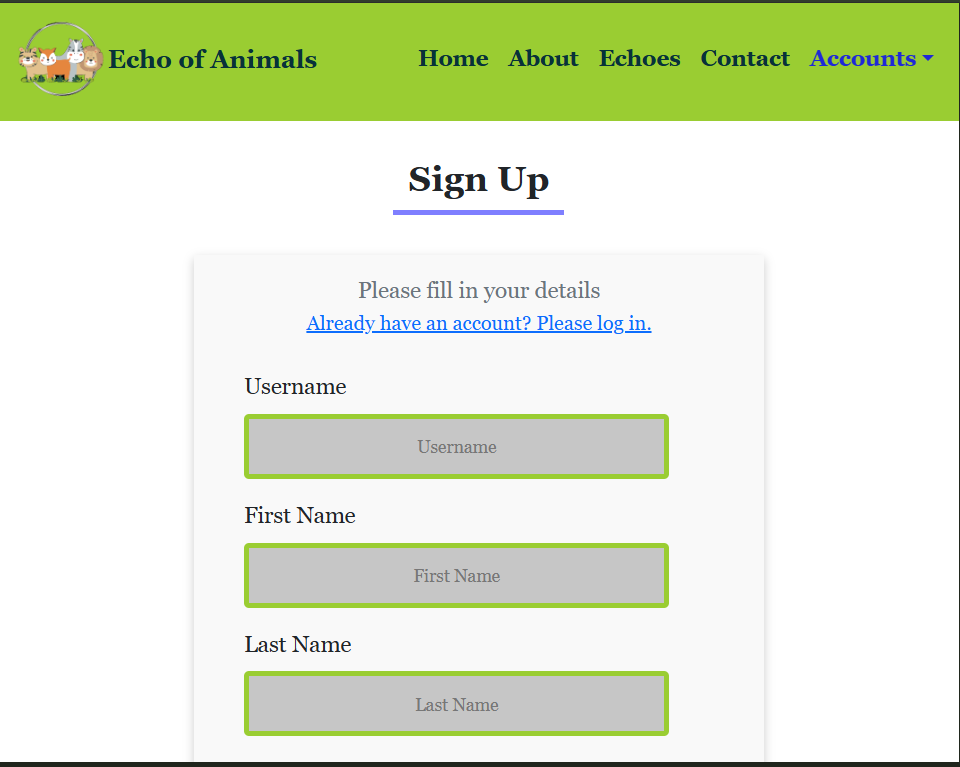 Echo of Animals Home About Echoes Contact Accounts
Sign Up
Please fill in your details
Already have an account? Please log in.
Username
Username
First Name
First Name
Last Name
Last Name